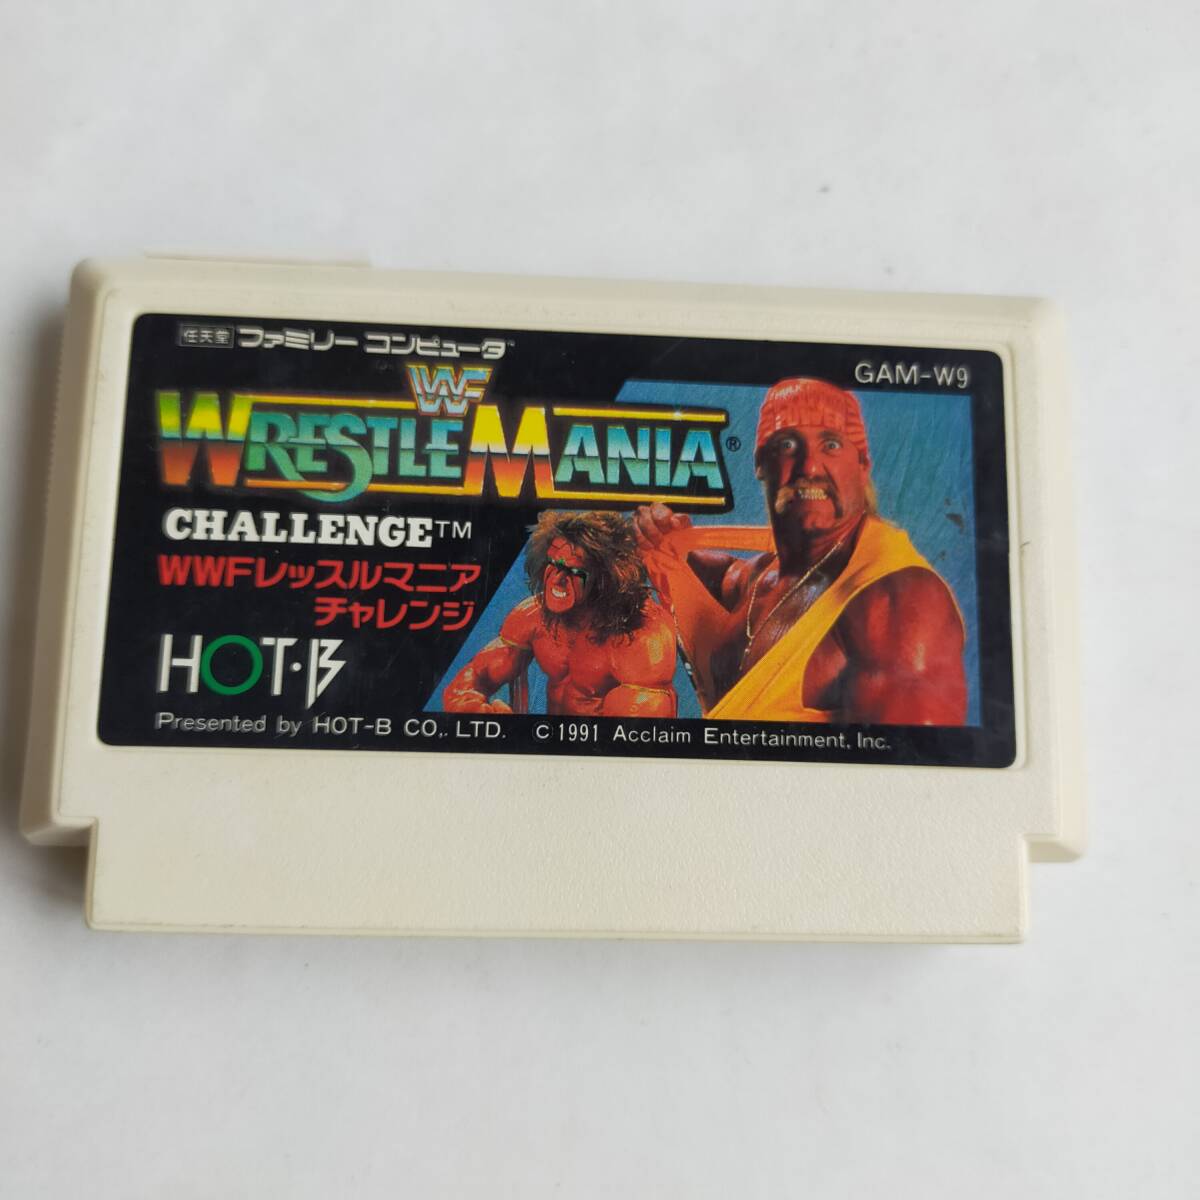 任天堂 ファミリー コンピュータ™
GAM-W9
WWF
WRESTLEMANIA®
CHALLENGE™
WWFレッスルマニア
チャレンジ
HOT·B
Presented by HOT-B CO,. LTD. © 1991 Acclaim Entertainment, Inc.